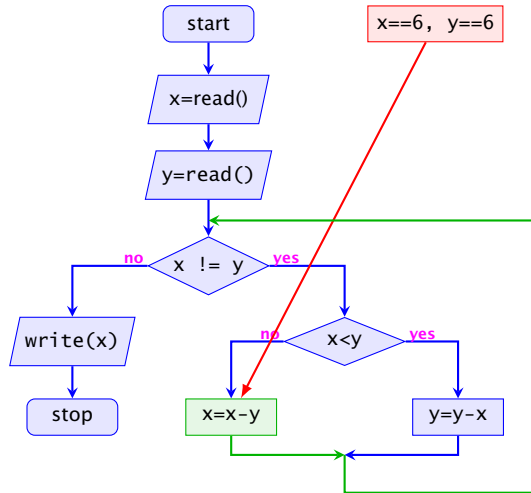 start
x==6, y==6
x=read()
y=read()
x != y
no
yes
write(x)
x<y
no
yes
stop
x=x-y
y=y-x